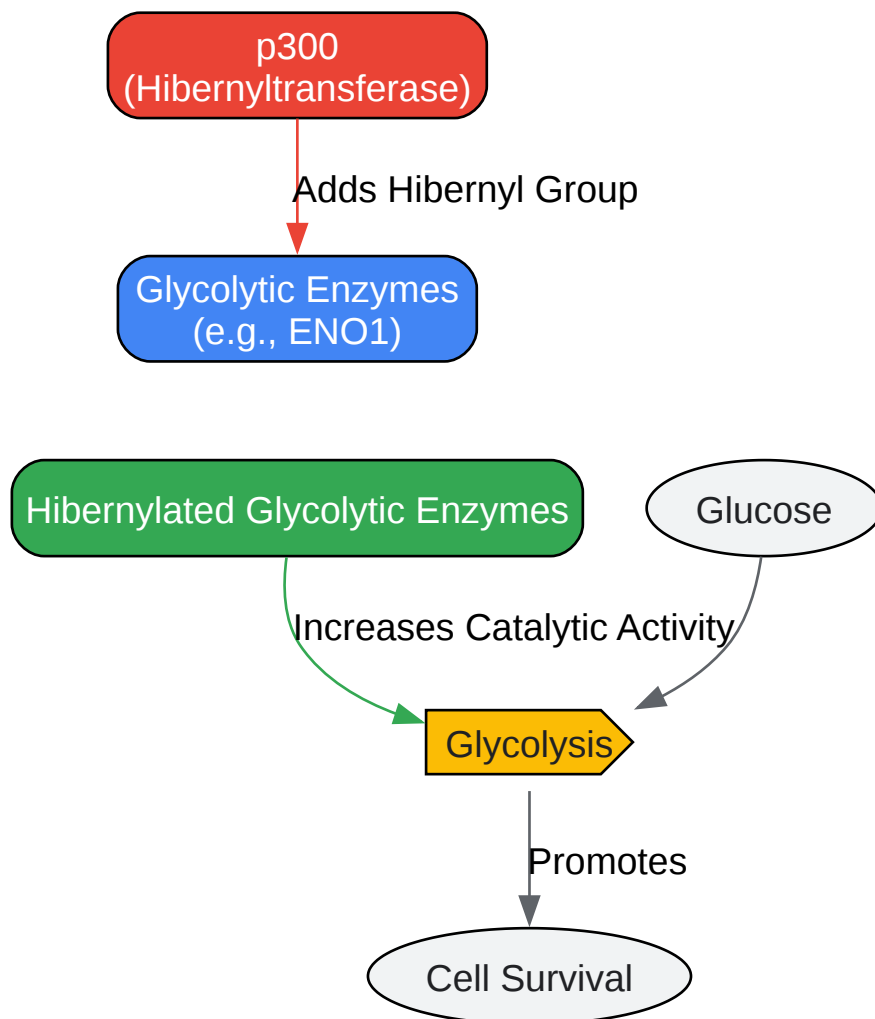 p300
(Hibernyltransferase)
Adds Hibernyl Group
Glycolytic Enzymes
(e.g., ENO1)
Hibernylated Glycolytic Enzymes
Glucose
Increases Catalytic Activity
Glycolysis
Promotes
Cell Survival